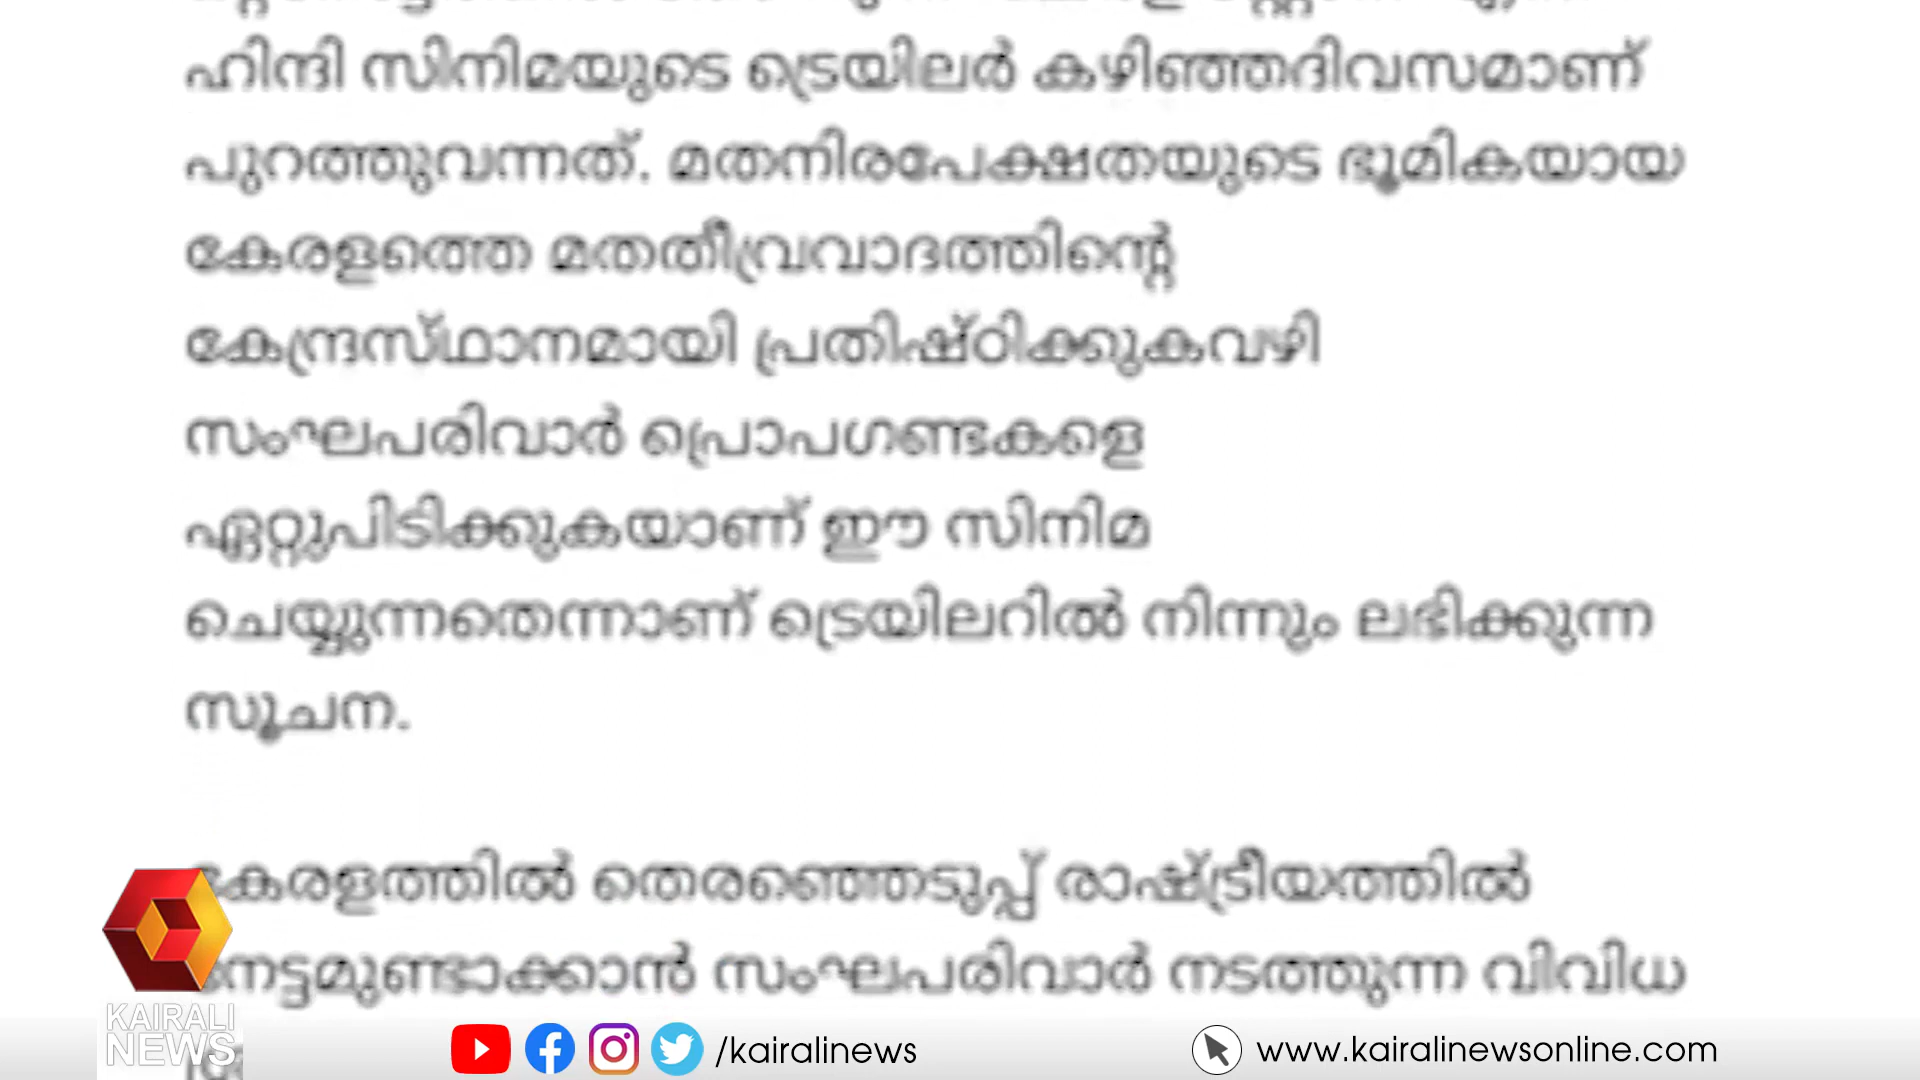 ഹിന്ദി സിനിമയുടെ ട്രെയിലർ കഴിഞ്ഞദിവസമാണ്
പുറത്തുവന്നത്. മതനിരപേക്ഷതയുടെ ഭൂമികയായ
കേരളത്തെ മതതീവ്രവാദത്തിന്റെ
കേന്ദ്രസ്ഥാനമായി പ്രതിഷ്ഠിക്കുകവഴി
സംഘപരിവാർ പ്രൊപഗണ്ടകളെ
ഏറ്റുപിടിക്കുകയാണ് ഈ സിനിമ
ചെയ്യുന്നതെന്നാണ് ട്രെയിലറിൽ നിന്നും ലഭിക്കുന്ന
സൂചന.
കേരളത്തിൽ തെരഞ്ഞെടുപ്പ് രാഷ്ട്രീയത്തിൽ
നേട്ടമുണ്ടാക്കാൻ സംഘപരിവാർ നടത്തുന്ന വിവിധ
KAIRALI
NEWS
/kairalinews
www.kairalinewsonline.com